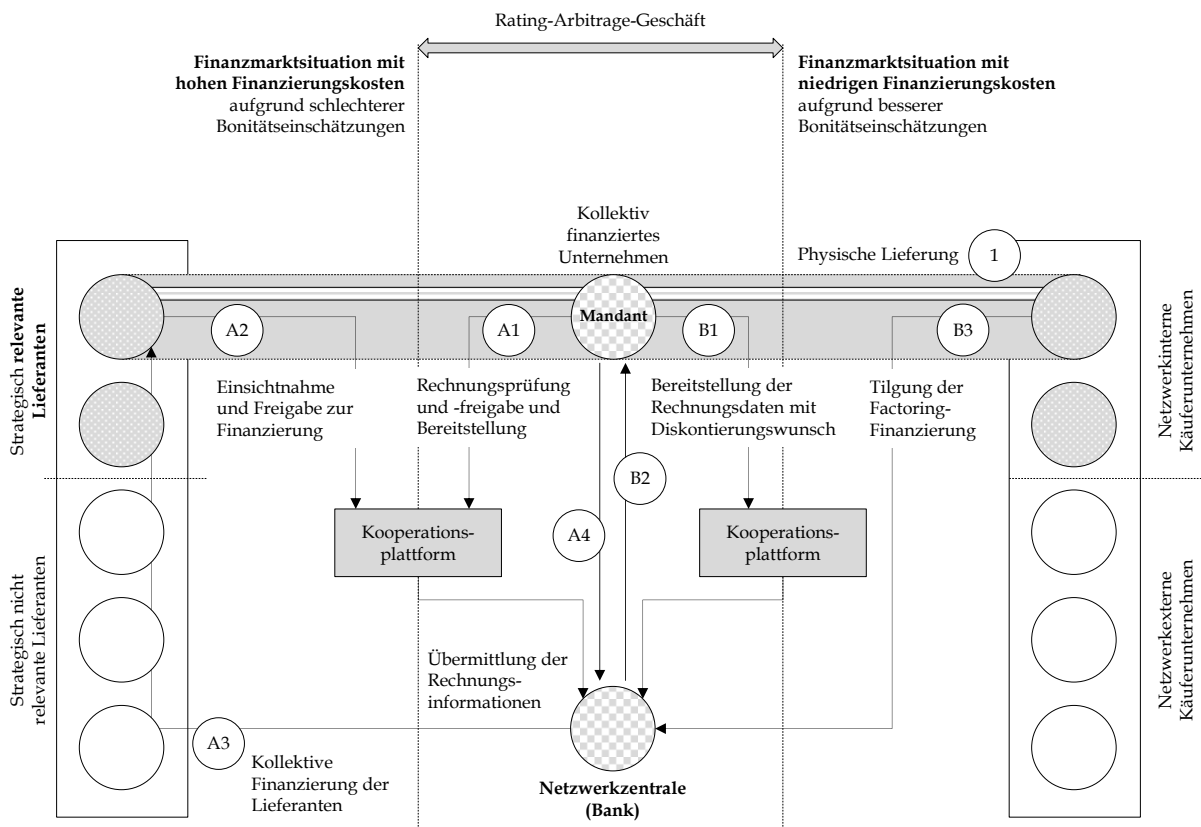 Rating-Arbitrage-Geschäft
Finanzmarktsituation mit
hohen Finanzierungskosten
aufgrund schlechterer
Bonitätseinschätzungen
Finanzmarktsituation mit
niedrigen Finanzierungskosten
aufgrund besserer
Bonitätseinschätzungen
Kollektiv
finanziertes
Unternehmen
Physische Lieferung
1
Strategisch relevante
Lieferanten
A2
A1
Mandant
B1
B3
Netzwerkinterne
Käuferunternehmen
Einsichtnahme
und Freigabe zur
Finanzierung
Rechnungsprüfung
und -freigabe und
Bereitstellung
Bereitstellung der
Rechnungsdaten mit
Diskontierungswunsch
Tilgung der
Factoring-
Finanzierung
B2
A4
Kooperations-
plattform
Kooperations-
plattform
Strategisch nicht
relevante Lieferanten
Netzwerkexterne
Käuferunternehmen
Übermittlung der
Rechnungs-
informationen
A3
Kollektive
Finanzierung der
Lieferanten
Netzwerkzentrale
(Bank)